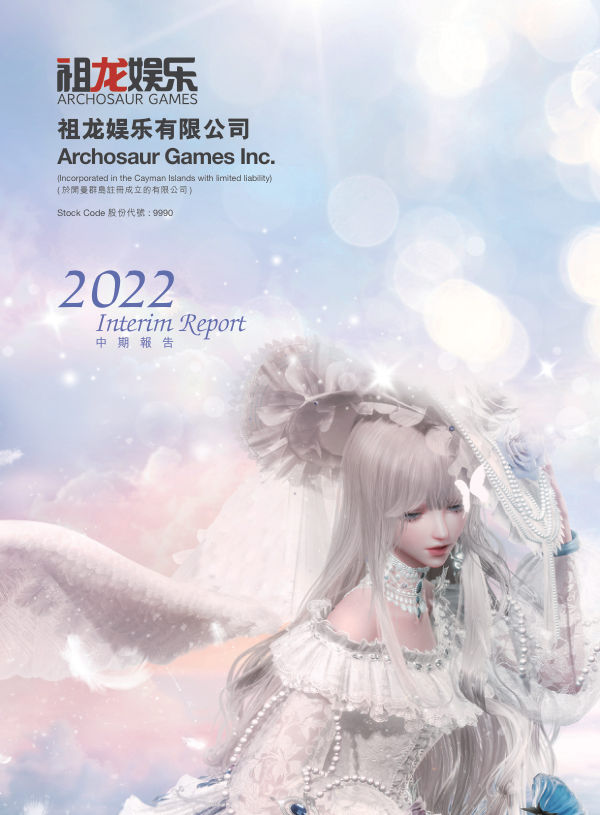 祖龙娱乐
ARCHOSAUR GAMES
祖龙娱乐有限公司
Archosaur Games Inc.
(Incorporated in the Cayman Islands with limited liability)
(於開曼群島註冊成立的有限公司)
Stock Code 股份代號 : 9990
2022
Interim Report
中期報告